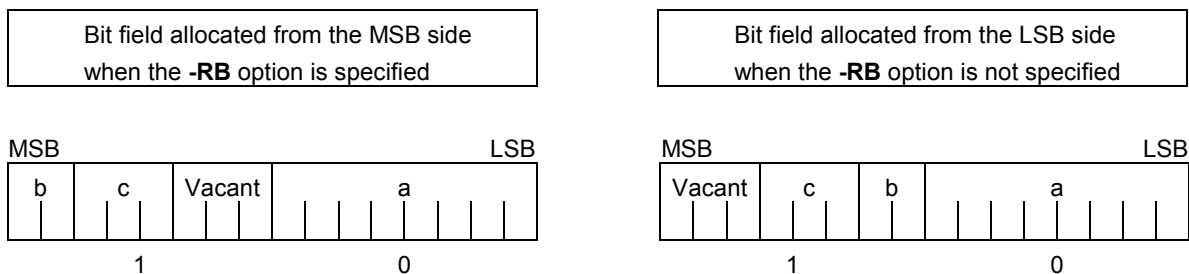 Bit field allocated from the MSB side
when the -RB option is specified
Bit field allocated from the LSB side
when the -RB option is not specified
MSB LSB
b c Vacant a
1 0
MSB LSB
Vacant c b a
1 0